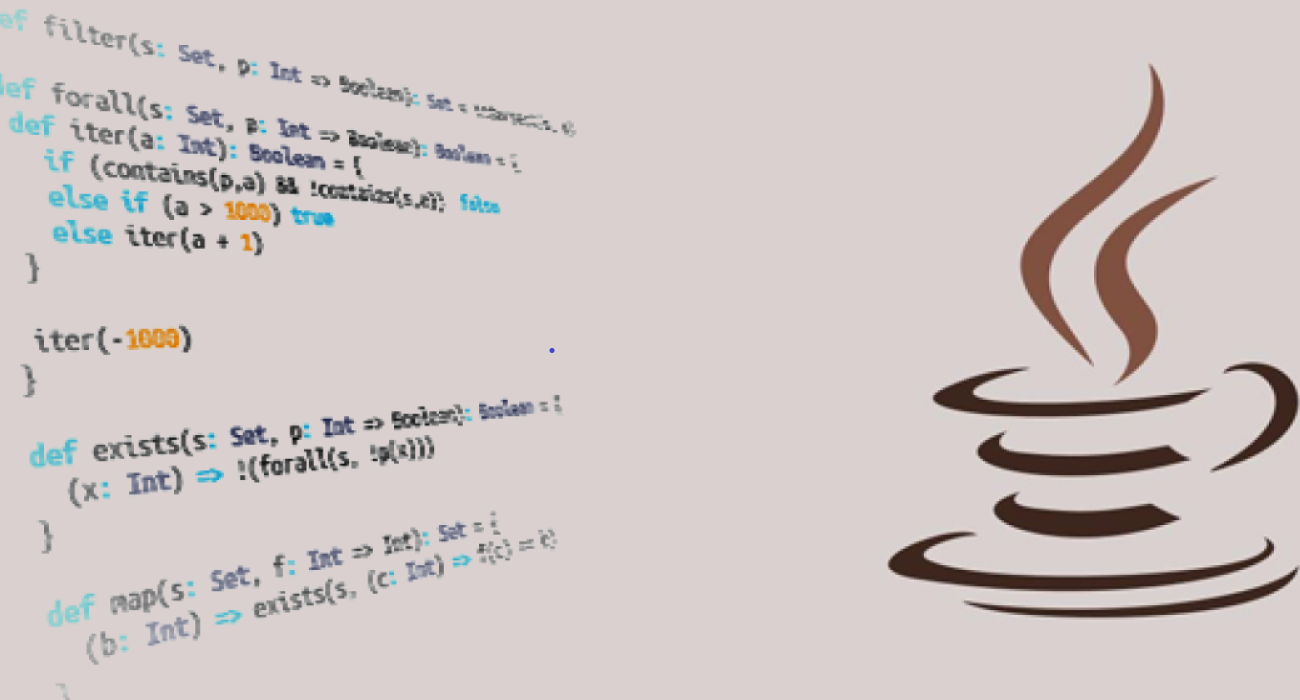 ef filter(s: Set, p: Int => Boolean): Set =
def forall(s: Set, p: Int => Boolean): Boolean = {
def iter(a: Int): Boolean = {
if (contains(p,a) && !contains(s,a)) false
else if (a > 1000) true
else iter(a + 1)
}
iter(-1000)
}
def exists(s: Set, p: Int => Boolean): Boolean = {
(x: Int) => !(forall(s, !p(x)))
}
def map(s: Set, f: Int => Int): Set = {
(b: Int) => exists(s, (c: Int) =>
}